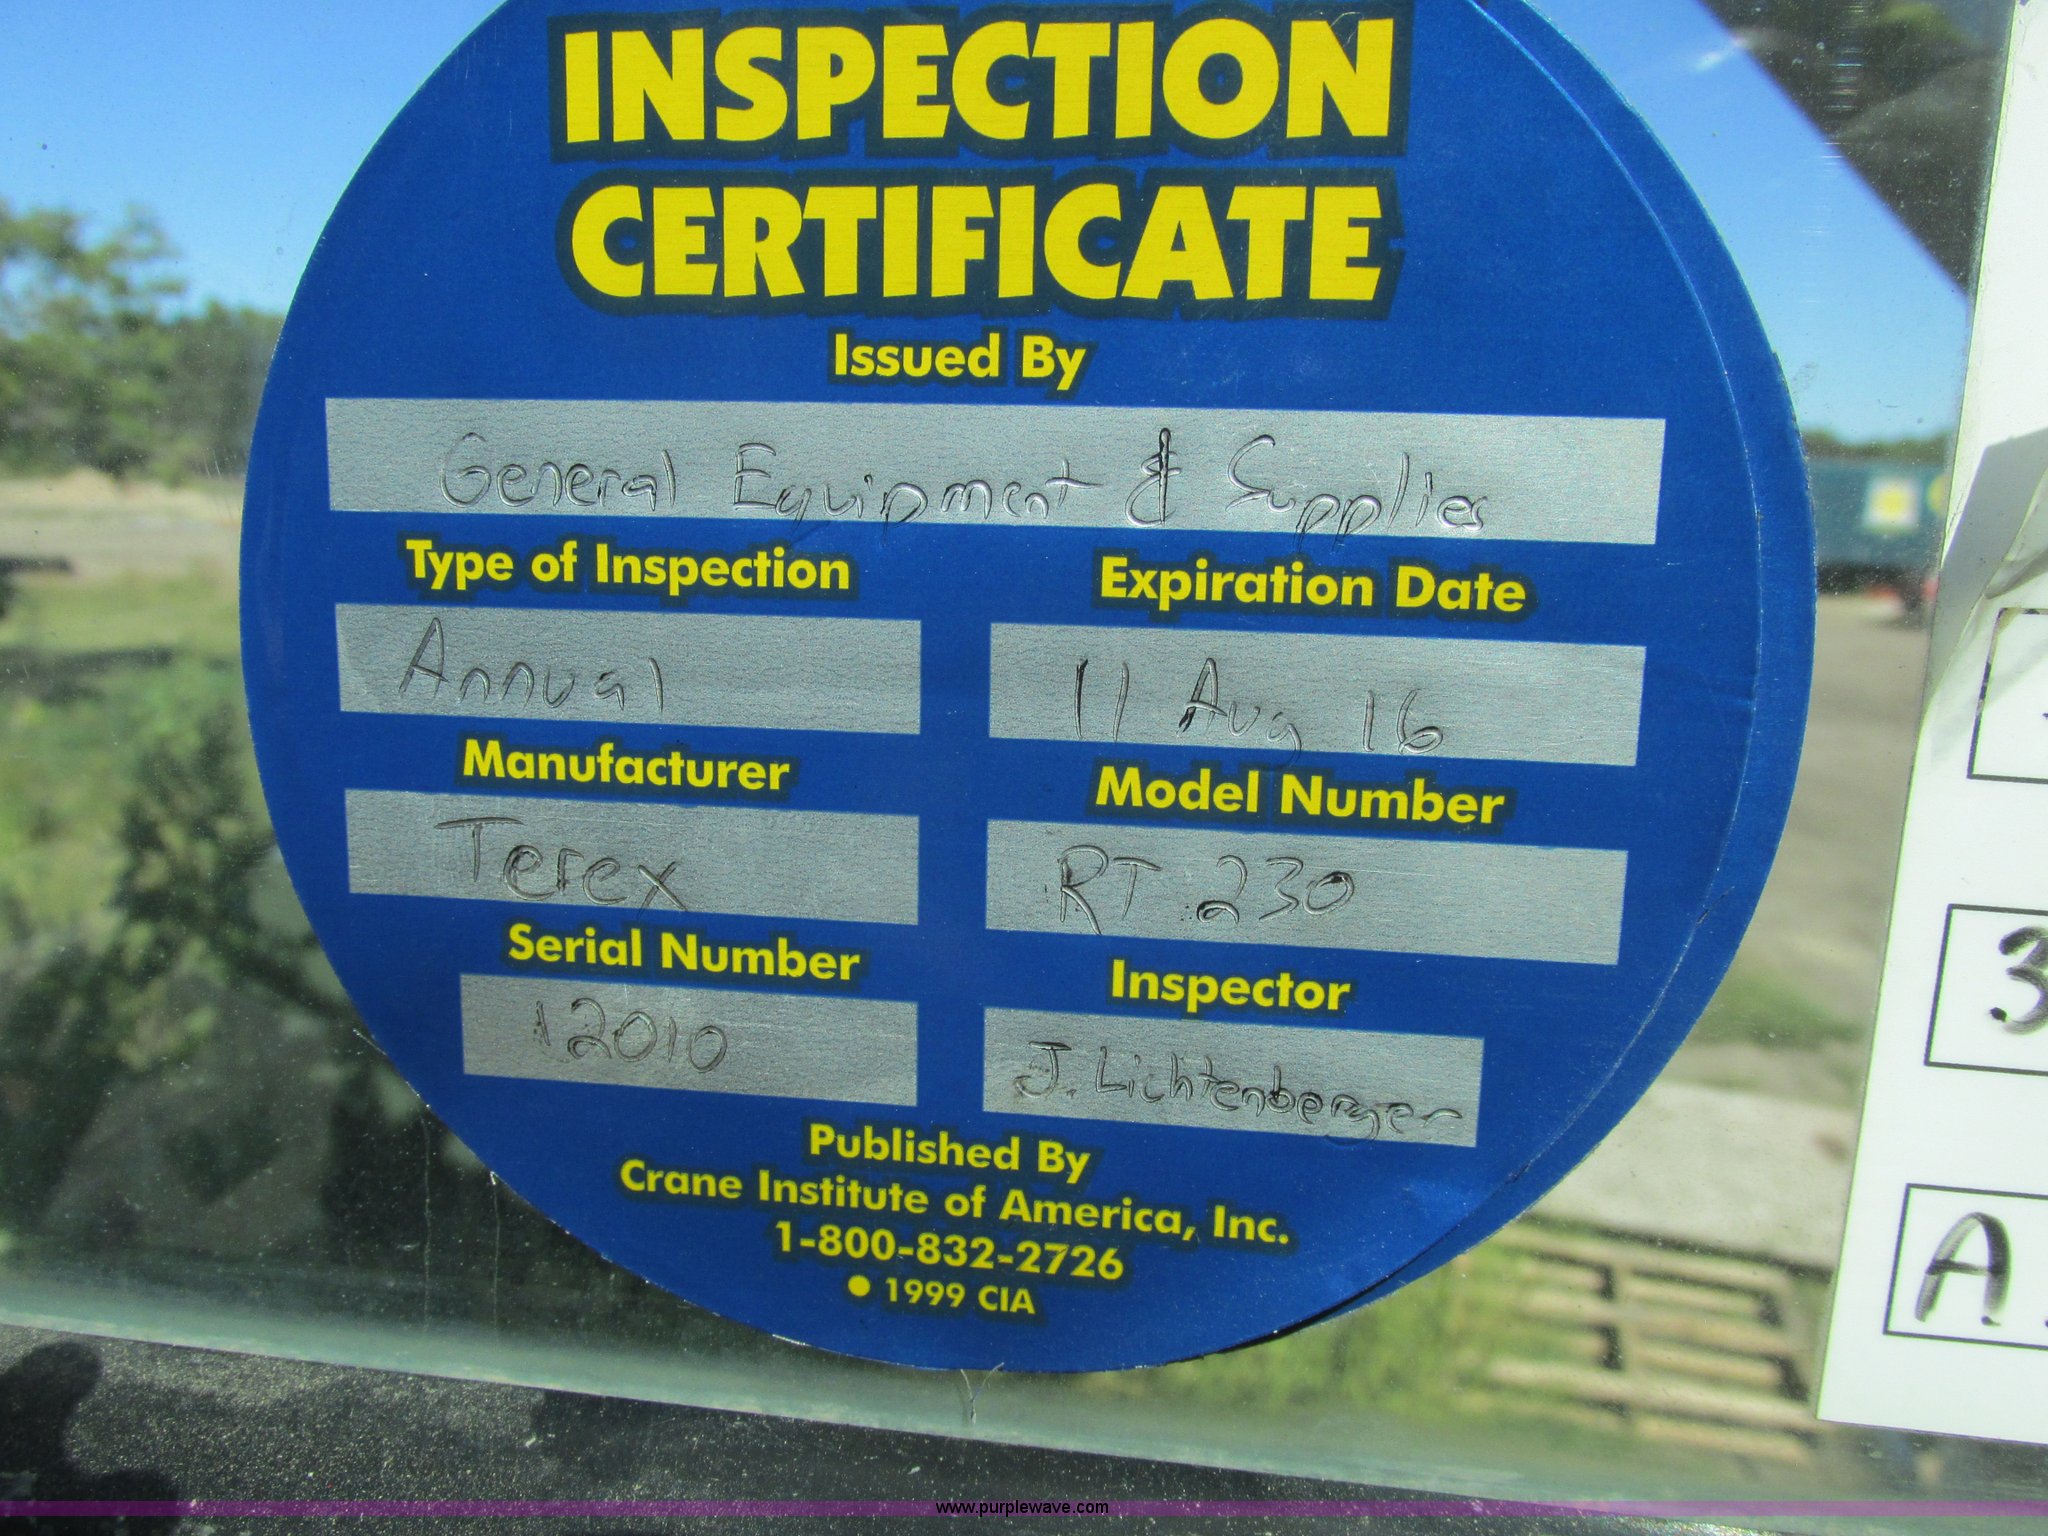 INSPECTION
CERTIFICATE
Issued By
General Equipment & Supplies
Type of Inspection Expiration Date
Annual 11 Aug 16
Manufacturer Model Number
Terex RT 230
Serial Number Inspector
12010 J. Lichtenberger
Published By
Crane Institute of America, Inc.
1-800-832-2726
● 1999 CIA
3
A
www.purplewave.com